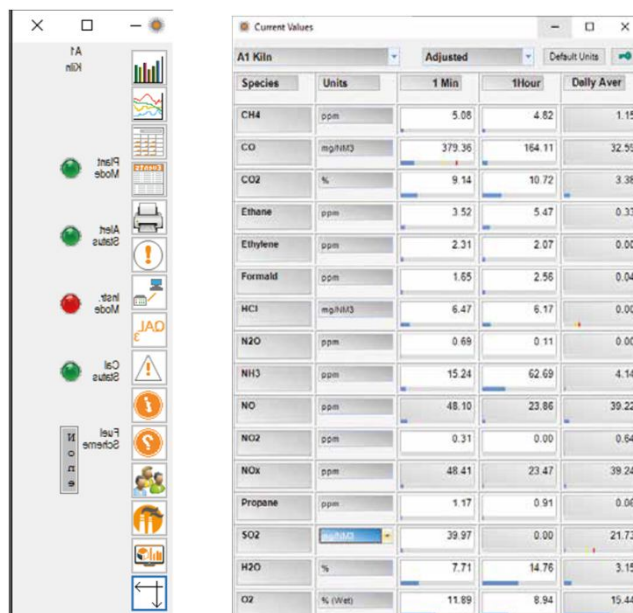 A1
Kiln
Plant
Mode
EVENTS
Alert
Status
Instr.
Mode
QAL
3
Cal
Status
Fuel
Scheme
None
Current Values
A1 Kiln Adjusted Default Units
Species Units 1 Min 1Hour Daily Aver
CH4 ppm 5.08 4.82 1.15
CO mg/NM3 379.36 164.11 32.59
CO2 % 9.14 10.72 3.38
Ethane ppm 3.52 5.47 0.33
Ethylene ppm 2.31 2.07 0.00
Formald ppm 1.65 2.56 0.04
HCl mg/NM3 6.47 6.17 0.00
N2O ppm 0.69 0.11 0.00
NH3 ppm 15.24 62.69 4.14
NO ppm 48.10 23.86 39.22
NO2 ppm 0.31 0.00 0.64
NOx ppm 48.41 23.47 39.24
Propane ppm 1.17 0.91 0.06
SO2 mg/NM3 39.97 0.00 21.73
H2O % 7.71 14.76 3.15
O2 % (Wet) 11.89 8.94 15.44